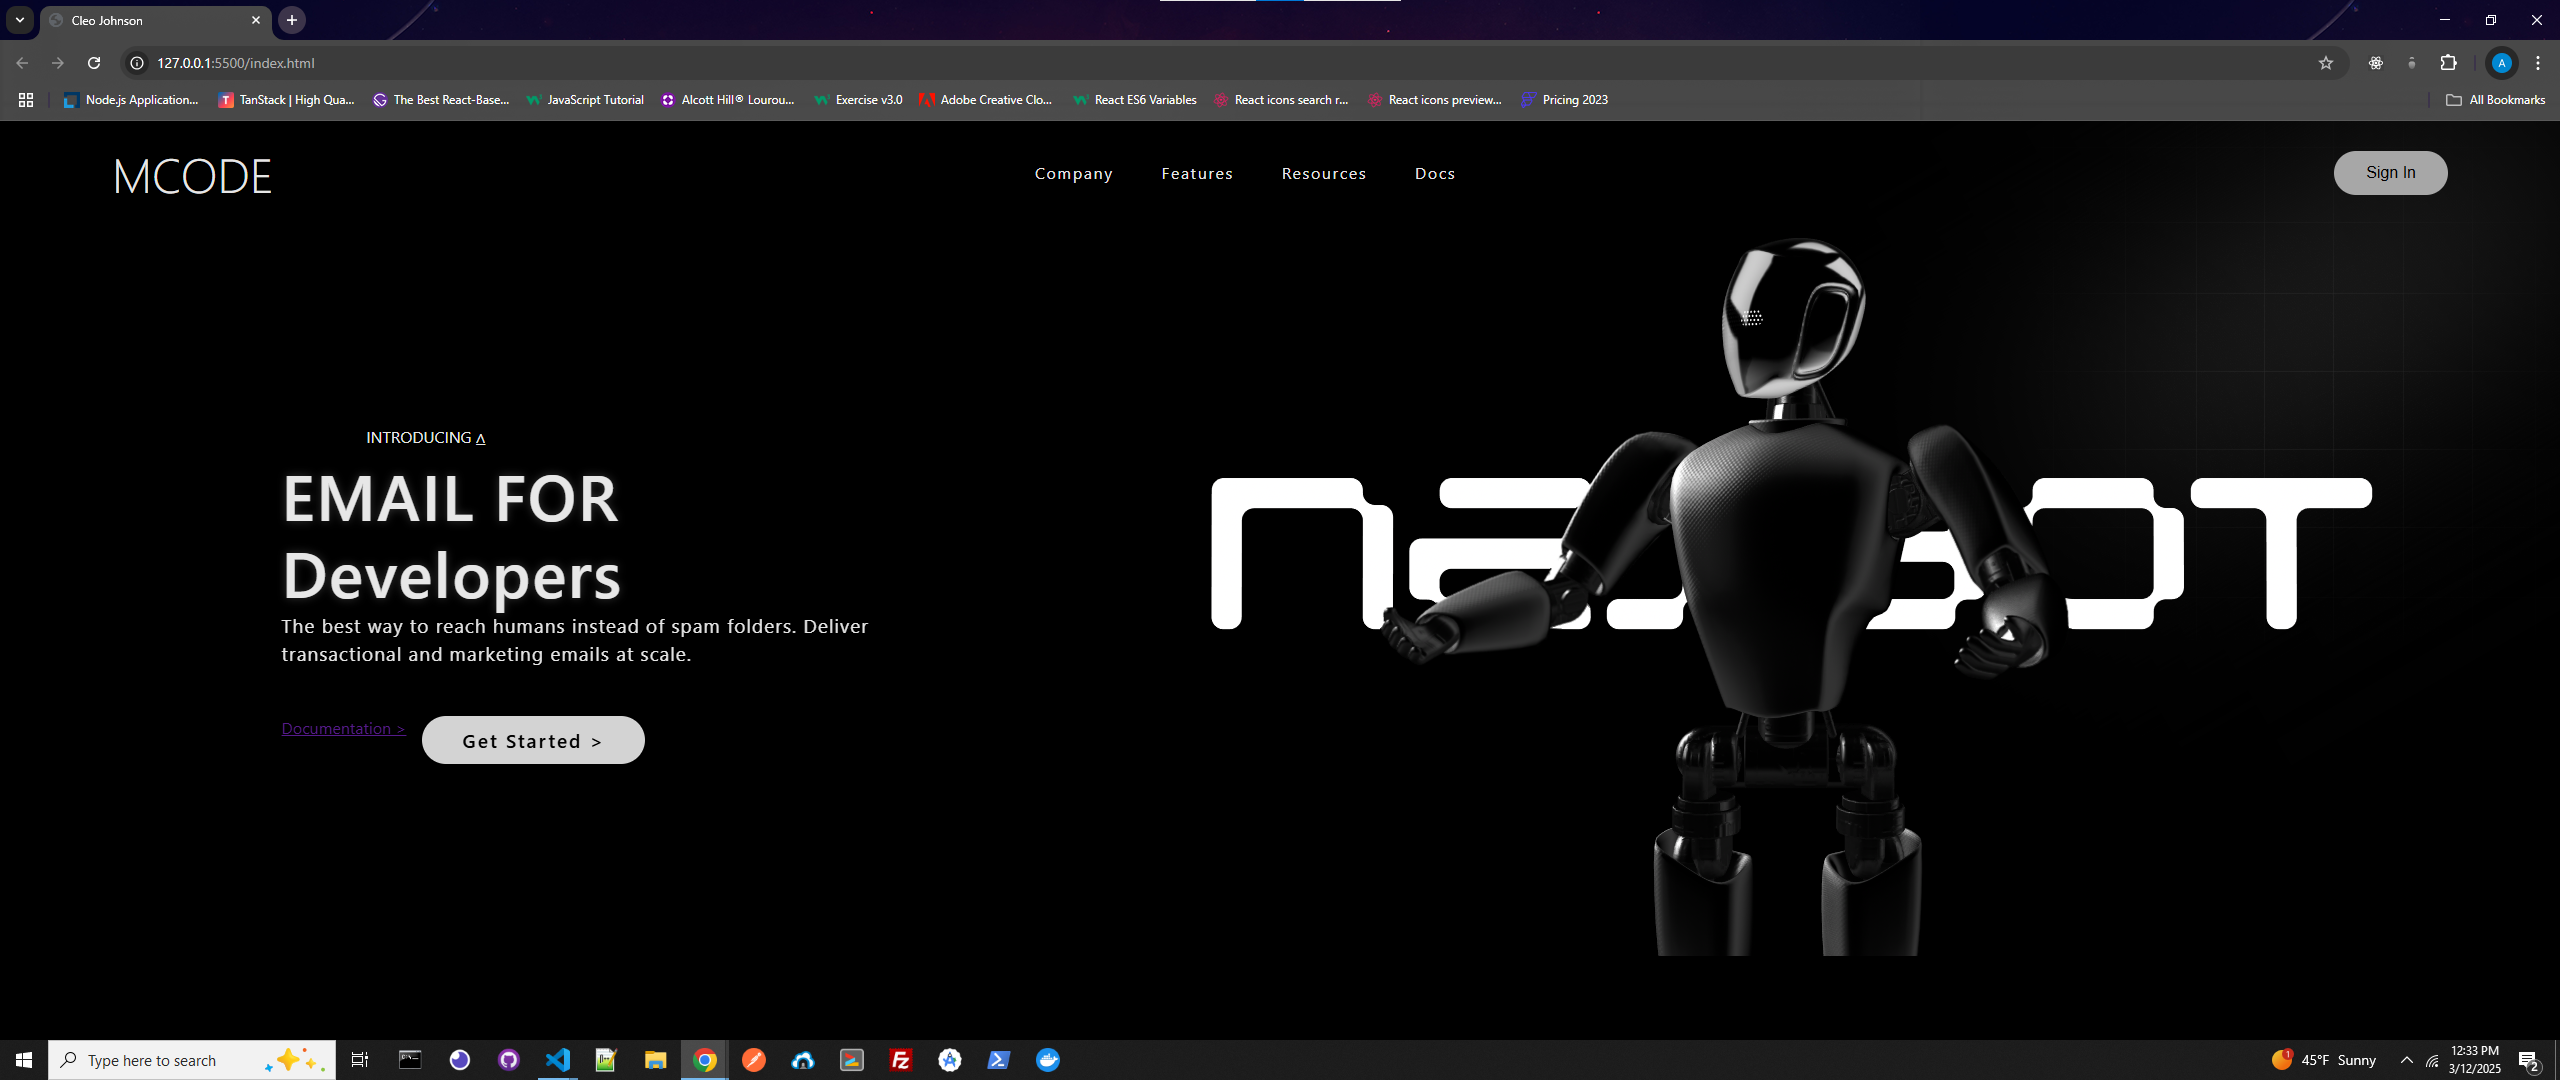 Cleo Johnson
127.0.0.1:5500/index.html
A
Node.js Application...
TanStack | High Qua...
The Best React-Base...
JavaScript Tutorial
Alcott Hill® Lourou...
Exercise v3.0
Adobe Creative Clo...
React ES6 Variables
React icons search r...
React icons preview...
Pricing 2023
All Bookmarks
MCODE
Company
Features
Resources
Docs
Sign In
INTRODUCING
EMAIL FOR
Developers
The best way to reach humans instead of spam folders. Deliver
transactional and marketing emails at scale.
Documentation >
Get Started >
Type here to search
1
45°F Sunny
12:33 PM
3/12/2025
2